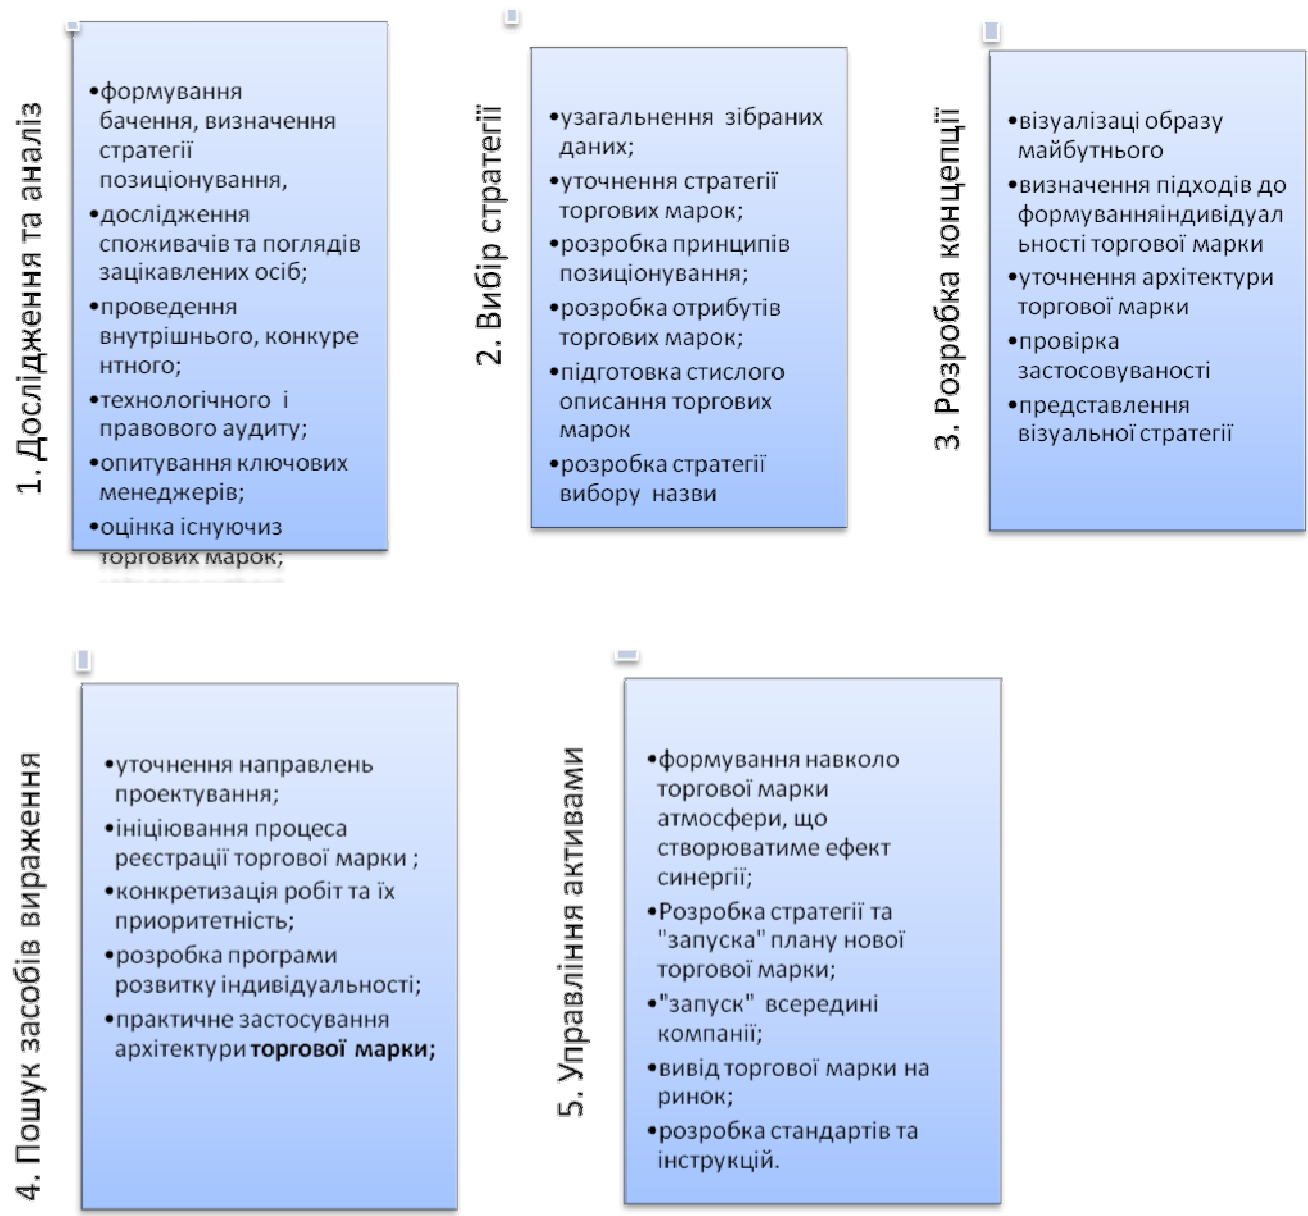 1. Дослідження та аналіз
•формування
бачення, визначення
стратегії
позиціонування,
•дослідження
споживачів та поглядів
зацікавлених осіб;
•проведення
внутрішнього, конкуре
нтного;
•технологічного і
правового аудиту;
•опитування ключових
менеджерів;
•оцінка існуючиз
торгових марок;
2. Вибір стратегії
•узагальнення зібраних
даних;
•уточнення стратегії
торгових марок;
•розробка принципів
позиціонування;
•розробка отрибутів
торгових марок;
•підготовка стислого
описання торгових
марок
•розробка стратегії
вибору назви
3. Розробка концепції
•візуалізаці образу
майбутнього
•визначення підходів до
формуванняіндивідуал
ьності торгової марки
•уточнення архітектури
торгової марки
•провірка
застосовуваності
•представлення
візуальної стратегії
4. Пошук засобів вираження
•уточнення направлень
проектування;
•ініціювання процеса
реєстрації торгової марки ;
•конкретизація робіт та їх
приоритетність;
•розробка програми
розвитку індивідуальності;
•практичне застосування
архітектури торгової марки;
5. Управління активами
•формування навколо
торгової марки
атмосфери, що
створюватиме ефект
синергії;
•Розробка стратегії та
"запуска" плану нової
торгової марки;
•"запуск" всередині
компанії;
•вивід торгової марки на
ринок;
•розробка стандартів та
інструкцій.